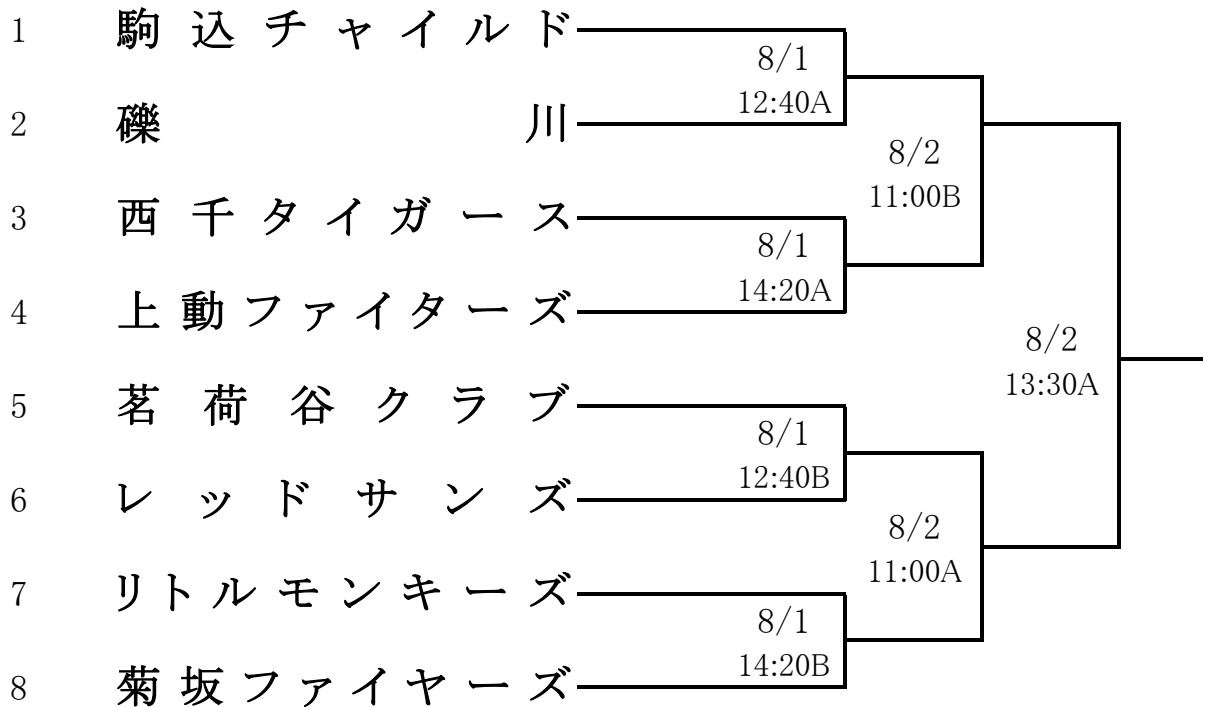 1 駒込チャイルド
8/1
12:40A
2 礫川
8/2
11:00B
3 西千タイガース
8/1
14:20A
4 上動ファイターズ
8/2
13:30A
5 茗荷谷クラブ
8/1
12:40B
6 レッドサンズ
8/2
11:00A
7 リトルモンキーズ
8/1
14:20B
8 菊坂ファイヤーズ